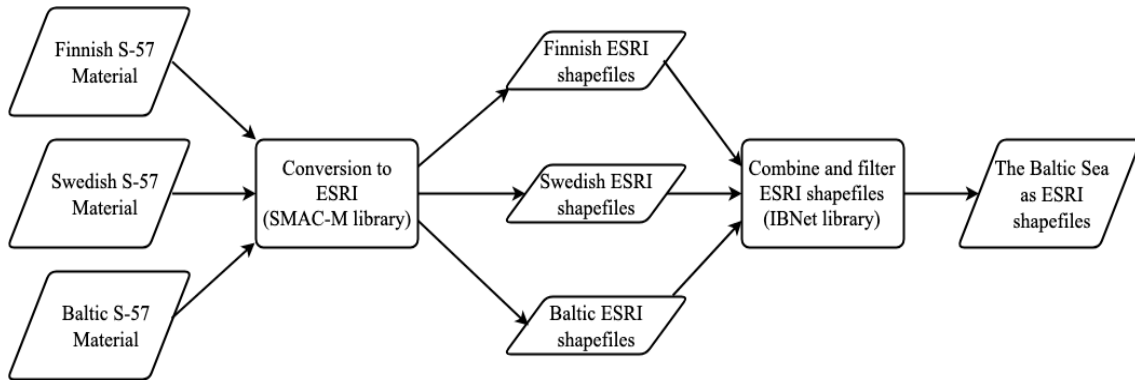 Finnish S-57
Material
Swedish S-57
Material
Baltic S-57
Material
Conversion to
ESRI
(SMAC-M library)
Finnish ESRI
shapefiles
Swedish ESRI
shapefiles
Baltic ESRI
shapefiles
Combine and filter
ESRI shapefiles
(IBNet library)
The Baltic Sea
as ESRI
shapefiles